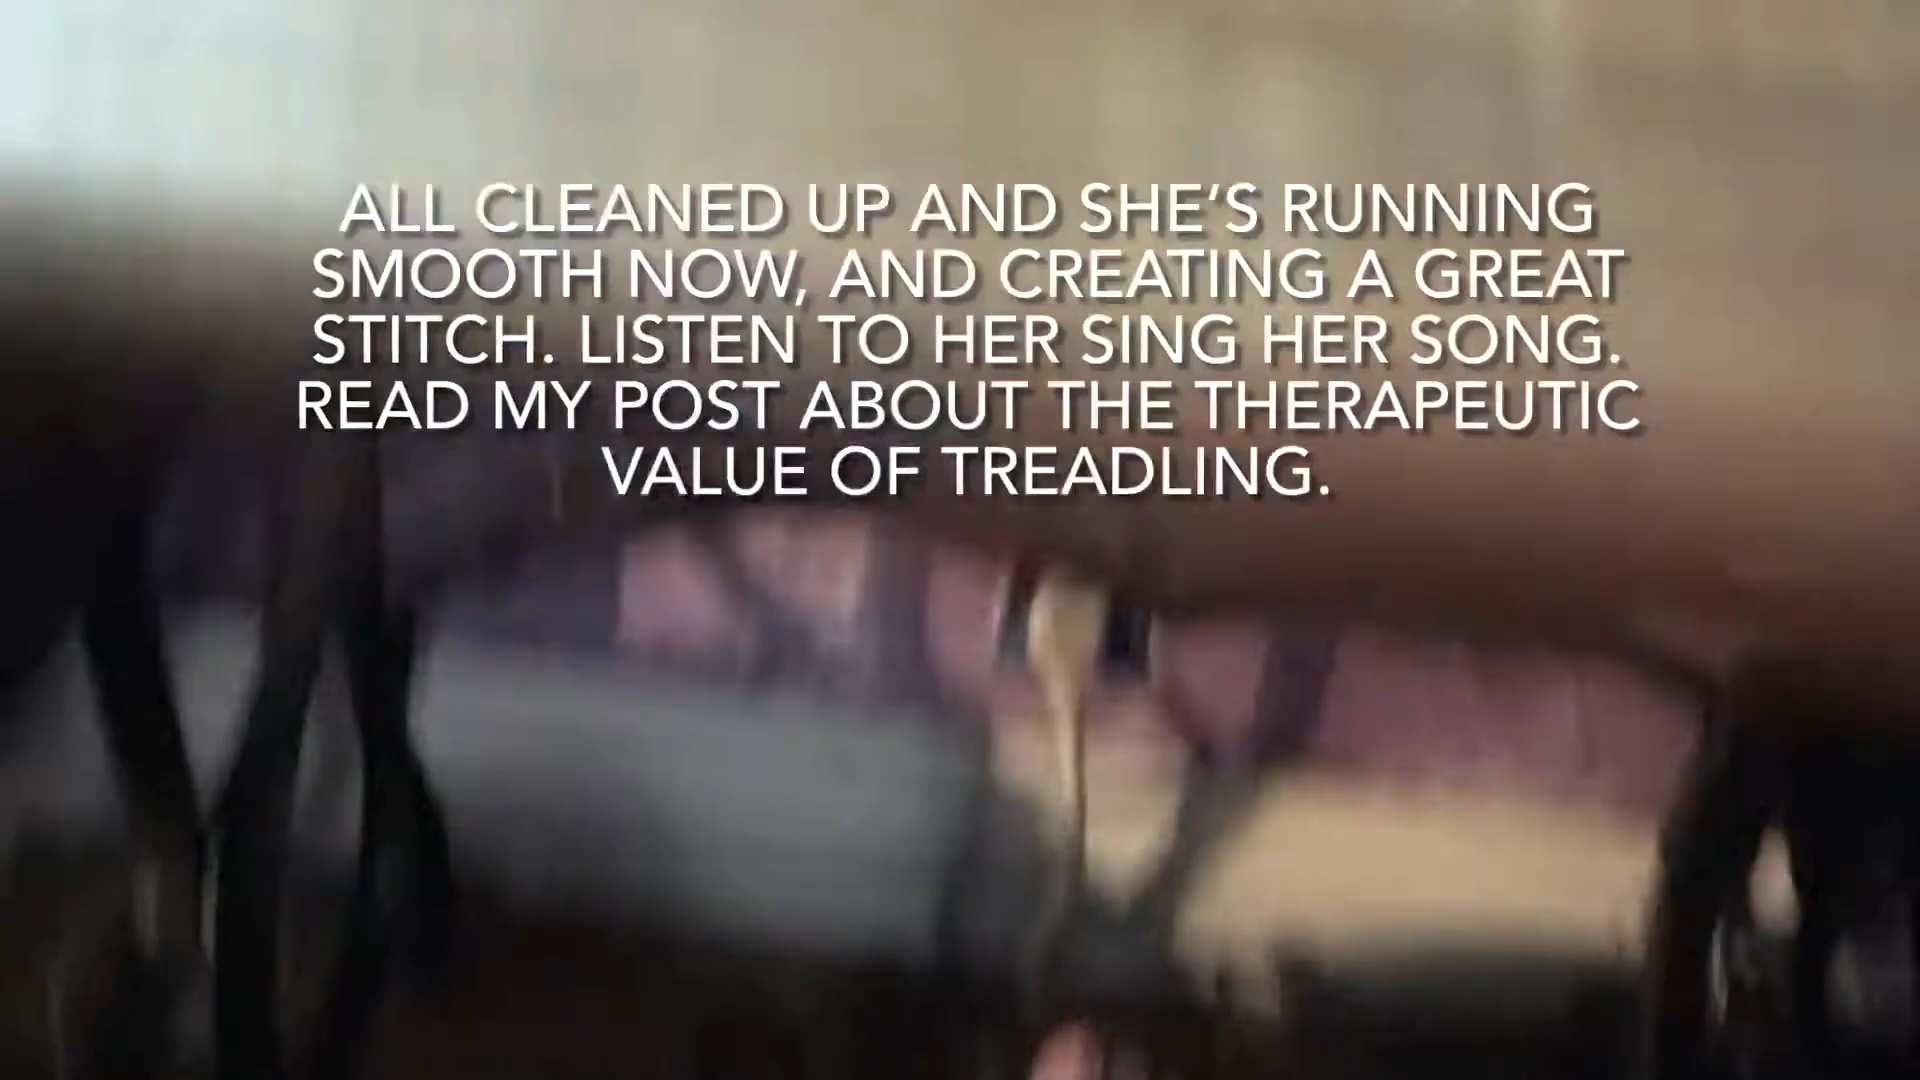 ALL CLEANED UP AND SHE’S RUNNING
SMOOTH NOW, AND CREATING A GREAT
STITCH. LISTEN TO HER SING HER SONG.
READ MY POST ABOUT THE THERAPEUTIC
VALUE OF TREADLING.